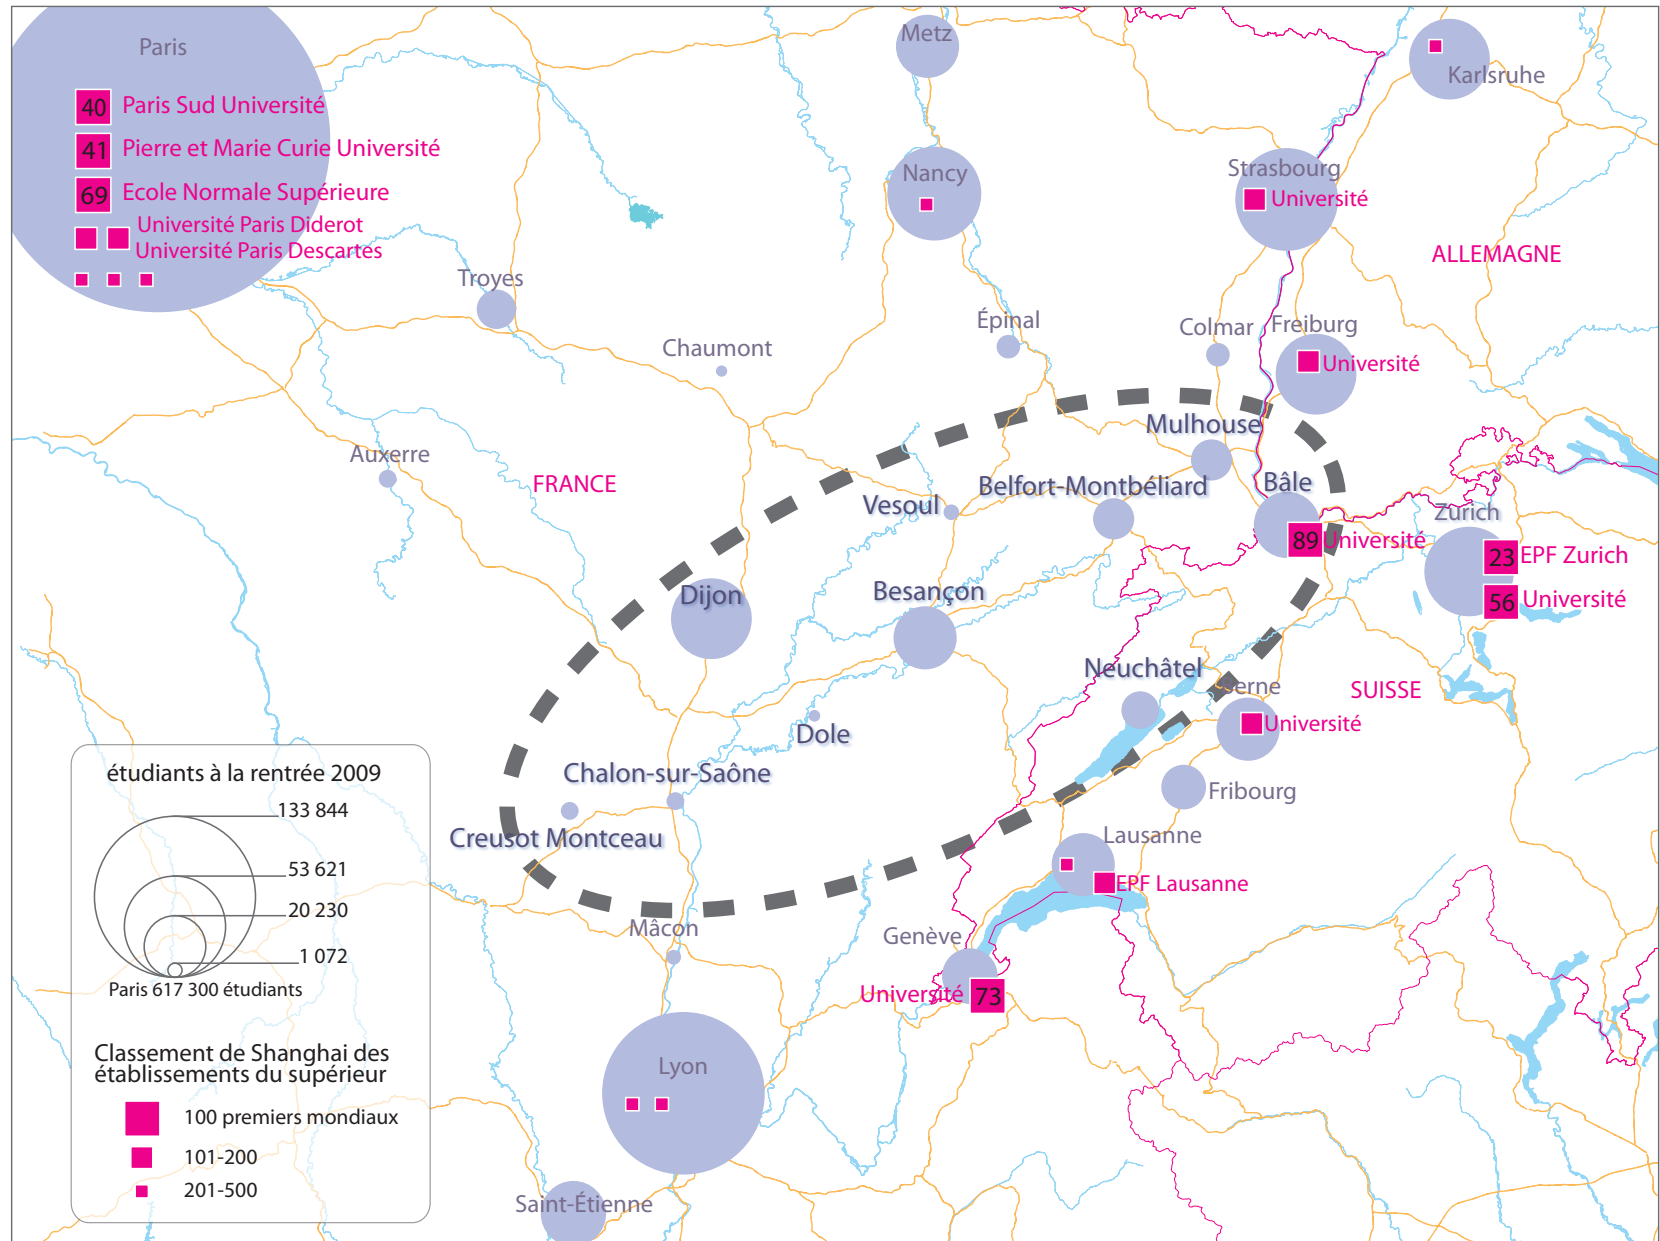 Paris
40 Paris Sud Université
41 Pierre et Marie Curie Université
69 Ecole Normale Supérieure
Université Paris Diderot
Université Paris Descartes
Metz
Karlsruhe
Nancy
Strasbourg
Université
ALLEMAGNE
Troyes
Épinal
Colmar
Freiburg
Université
Chaumont
Auxerre
FRANCE
Mulhouse
Belfort-Montbéliard
Vesoul
Bâle
89 Université
Zurich
23 EPF Zurich
56 Université
Dijon
Besançon
Neuchâtel
Berne
Université
SUISSE
Dole
Chalon-sur-Saône
Creusot Montceau
Fribourg
Lausanne
EPF Lausanne
Mâcon
Genève
Université 73
Lyon
Saint-Étienne
étudiants à la rentrée 2009
133 844
53 621
20 230
1 072
Paris 617 300 étudiants
Classement de Shanghai des
établissements du supérieur
100 premiers mondiaux
101-200
201-500